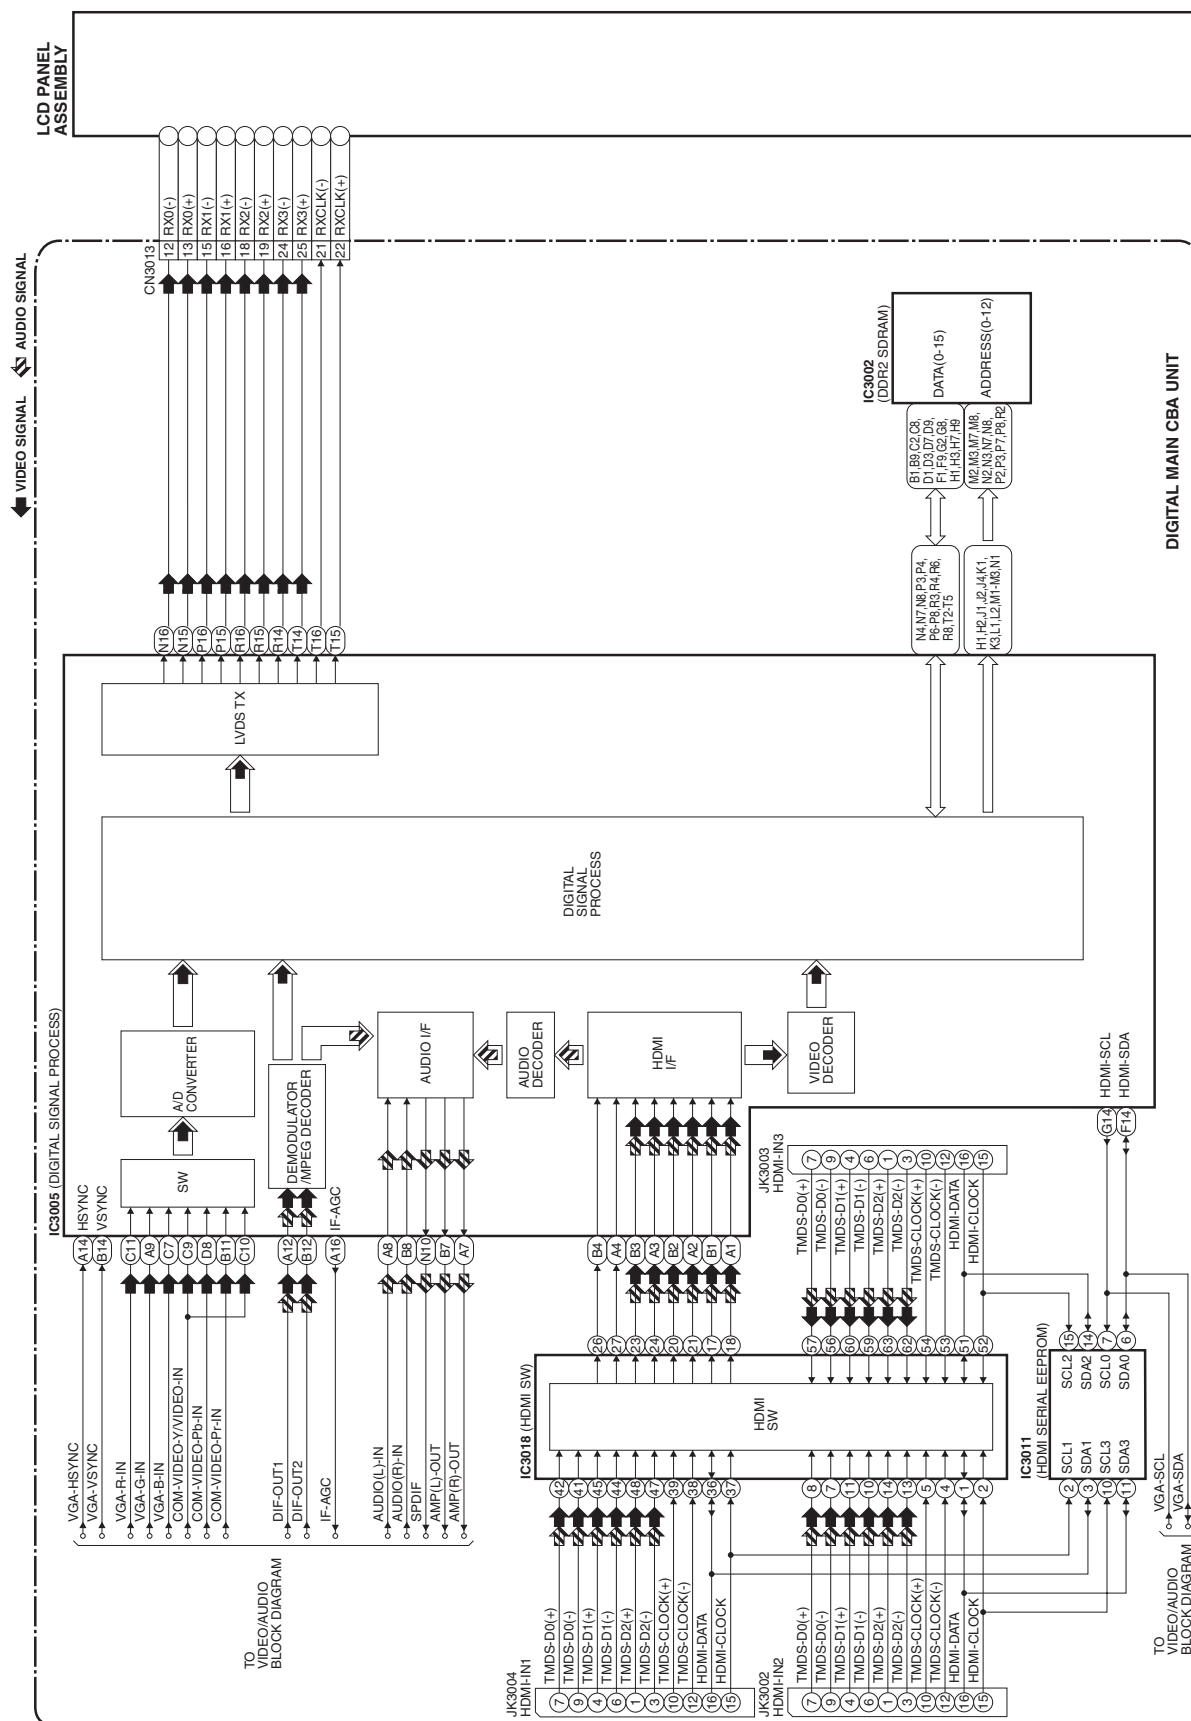 VIDEO SIGNAL
AUDIO SIGNAL
LCD PANEL
ASSEMBLY
CN3013
12 RX0(-)
13 RX0(+)
15 RX1(-)
16 RX1(+)
18 RX2(-)
19 RX2(+)
24 RX3(-)
25 RX3(+)
21 RXCLK(-)
22 RXCLK(+)
N16
N15
P16
P15
R16
R15
R14
T14
T16
T15
LVDS TX
IC3005 (DIGITAL SIGNAL PROCESS)
DIGITAL
SIGNAL
PROCESS
A/D
CONVERTER
SW
DEMODULATOR
/MPEG DECODER
AUDIO I/F
AUDIO
DECODER
HDMI
I/F
VIDEO
DECODER
A14 HSYNC
B14 VSYNC
C11
A9
C7
C9
D8
B11
C10
A12
B12
A16 IF-AGC
A8
B8
N10
B7
A7
B4
A4
B3
A3
B2
A2
B1
A1
VGA-HSYNC
VGA-VSYNC
VGA-R-IN
VGA-G-IN
VGA-B-IN
COM-VIDEO-Y/VIDEO-IN
COM-VIDEO-Pb-IN
COM-VIDEO-Pr-IN
DIF-OUT1
DIF-OUT2
IF-AGC
AUDIO(L)-IN
AUDIO(R)-IN
SPDIF
AMP(L)-OUT
AMP(R)-OUT
TO
VIDEO/AUDIO
BLOCK DIAGRAM
IC3002
(DDR2 SDRAM)
DATA(0-15)
ADDRESS(0-12)
B1,B9,C2,C8,
D1,D3,D7,D9,
F1,F9,G2,G8,
H1,H3,H7,H9
M2,M3,M7,M8,
N2,N3,N7,N8,
P2,P3,P7,P8,R2
N4,N7,N8,P3,P4,
P6-P8,R3,R4,R6,
R8,T2-T5
H1,H2,J1,J2,J4,K1,
K3,L1,L2,M1-M3,N1
DIGITAL MAIN CBA UNIT
IC3018 (HDMI SW)
HDMI
SW
26
27
23
24
20
21
17
18
57
56
60
59
63
62
54
53
51
52
42
41
45
44
48
47
39
38
36
37
8
7
11
10
14
13
5
4
1
2
JK3004
HDMI-IN1
7 TMDS-D0(+)
9 TMDS-D0(-)
4 TMDS-D1(+)
6 TMDS-D1(-)
1 TMDS-D2(+)
3 TMDS-D2(-)
10 TMDS-CLOCK(+)
12 TMDS-CLOCK(-)
16 HDMI-DATA
15 HDMI-CLOCK
JK3002
HDMI-IN2
7 TMDS-D0(+)
9 TMDS-D0(-)
4 TMDS-D1(+)
6 TMDS-D1(-)
1 TMDS-D2(+)
3 TMDS-D2(-)
10 TMDS-CLOCK(+)
12 TMDS-CLOCK(-)
16 HDMI-DATA
15 HDMI-CLOCK
JK3003
HDMI-IN3
TMDS-D0(+) 7
TMDS-D0(-) 9
TMDS-D1(+) 4
TMDS-D1(-) 6
TMDS-D2(+) 1
TMDS-D2(-) 3
TMDS-CLOCK(+) 10
TMDS-CLOCK(-) 12
HDMI-DATA 16
HDMI-CLOCK 15
IC3011
(HDMI SERIAL EEPROM)
2 SCL1
3 SDA1
10 SCL3
11 SDA3
SCL2 15
SDA2 14
SCL0 7
SDA0 6
G14 HDMI-SCL
F14 HDMI-SDA
VGA-SCL
VGA-SDA
TO
VIDEO/AUDIO
BLOCK DIAGRAM